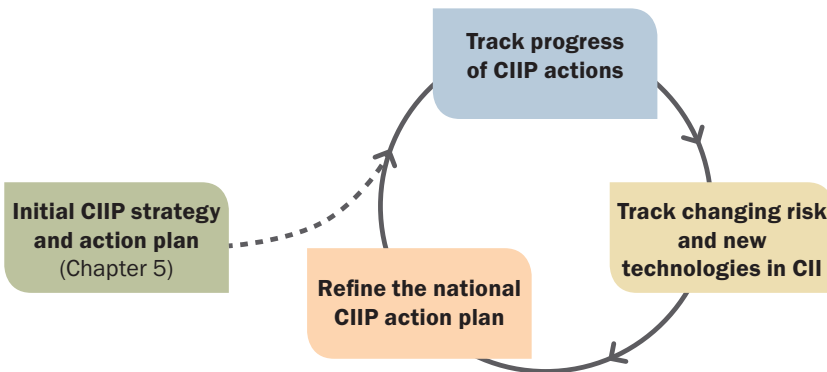 Track progress
of CIIP actions
Initial CIIP strategy
and action plan
(Chapter 5)
Track changing risk
and new
technologies in CII
Refine the national
CIIP action plan